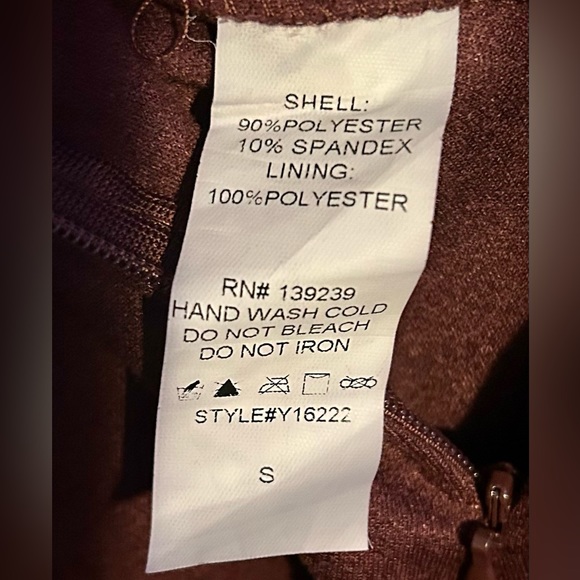 SHELL:
90%POLYESTER
10% SPANDEX
LINING:
100%POLYESTER
RN# 139239
HAND WASH COLD
DO NOT BLEACH
DO NOT IRON
STYLE#Y16222
S